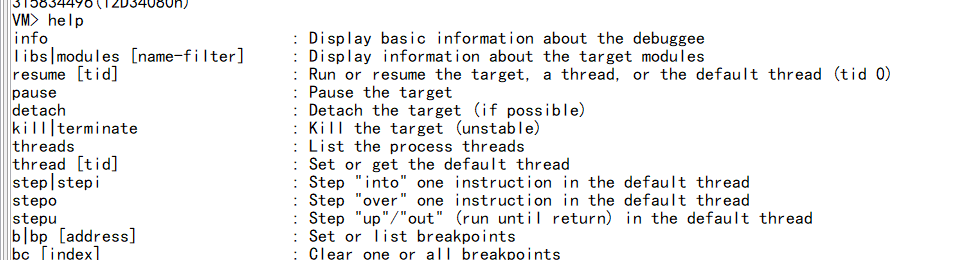 315834496(12D34080h)
VM> help
info : Display basic information about the debuggee
libs|modules [name-filter] : Display information about the target modules
resume [tid] : Run or resume the target, a thread, or the default thread (tid 0)
pause : Pause the target
detach : Detach the target (if possible)
kill|terminate : Kill the target (unstable)
threads : List the process threads
thread [tid] : Set or get the default thread
step|stepi : Step "into" one instruction in the default thread
stepo : Step "over" one instruction in the default thread
stepu : Step "up"/"out" (run until return) in the default thread
b|bp [address] : Set or list breakpoints
bc [index] : Clear one or all breakpoints